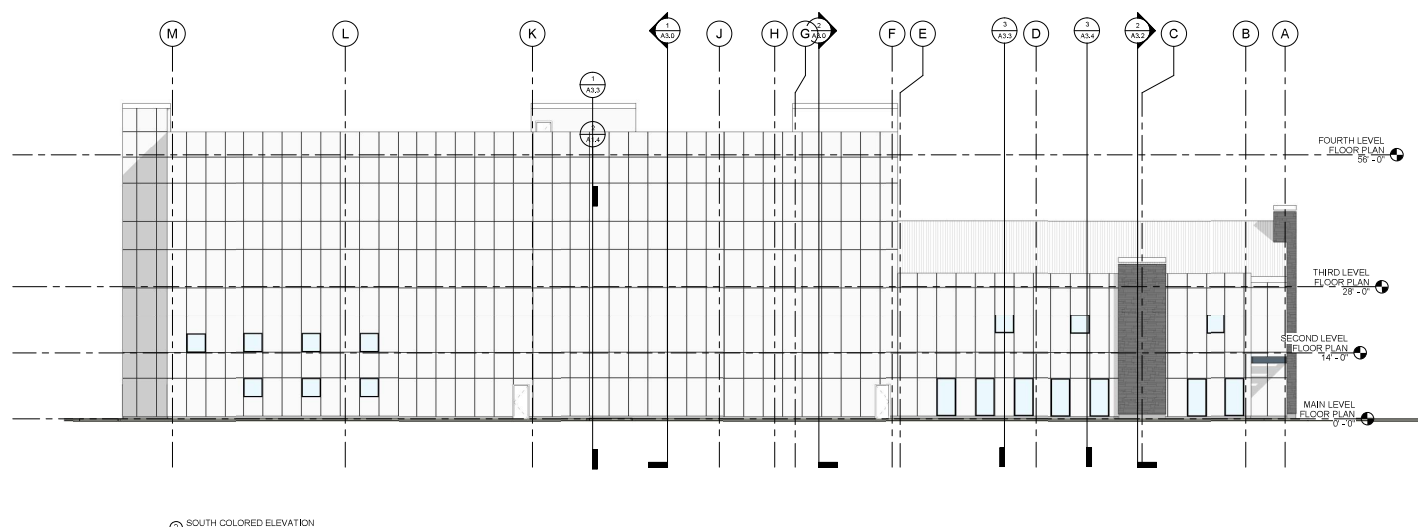 M
L
K
1
A3.0
J
H
G
2
A3.0
F
E
3
A3.3
D
3
A3.4
2
A3.2
C
B
A
1
A3.3
2
FOURTH LEVEL
FLOOR PLAN
56' - 0"
THIRD LEVEL
FLOOR PLAN
28' - 0"
SECOND LEVEL
FLOOR PLAN
14' - 0"
MAIN LEVEL
FLOOR PLAN
0' - 0"
SOUTH COLORED ELEVATION